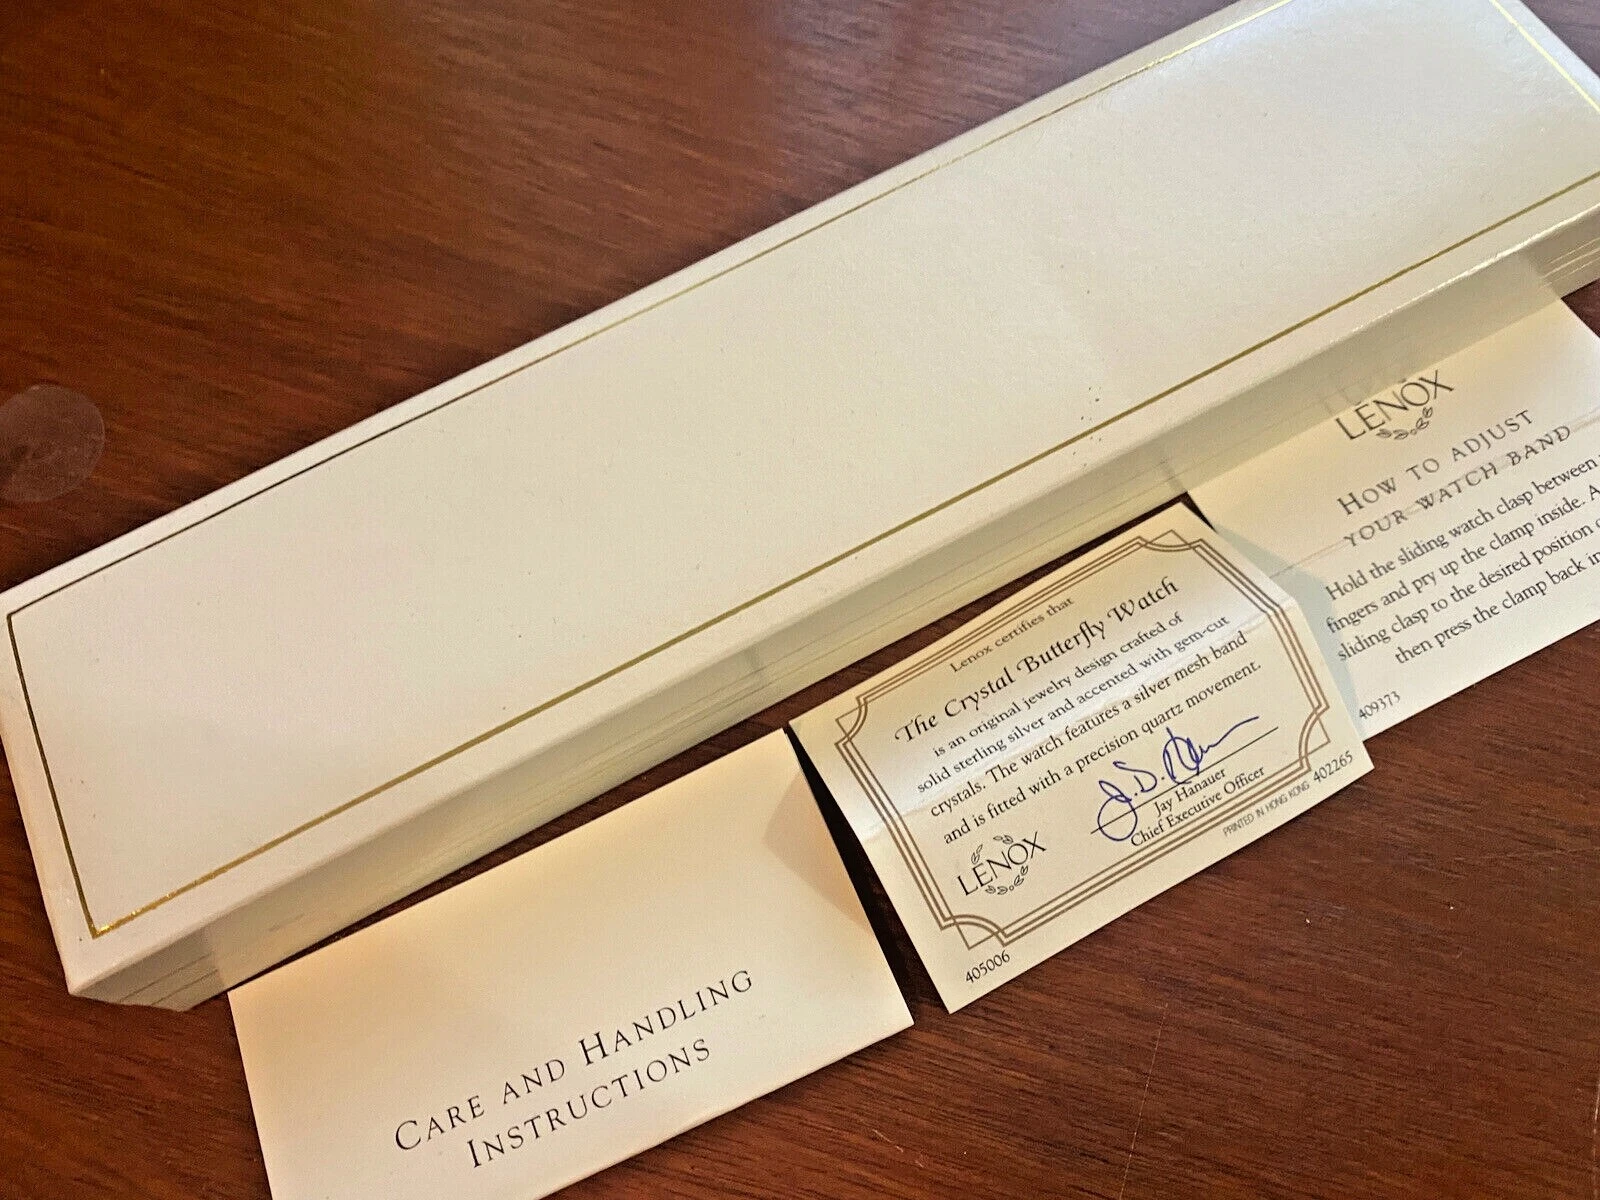 LENOX
HOW TO ADJUST
YOUR WATCH BAND
Hold the sliding watch clasp between
fingers and pry up the clamp inside.
sliding clasp to the desired position
then press the clamp back
409373
Lenox certifies that
The Crystal Butterfly Watch
is an original jewelry design crafted of
solid sterling silver and accented with gem-cut
crystals. The watch features a silver mesh band
and is fitted with a precision quartz movement.
J.D. Hanauer
Jay Hanauer
Chief Executive Officer
LENOX
PRINTED IN HONG KONG 402265
405006
CARE AND HANDLING
INSTRUCTIONS